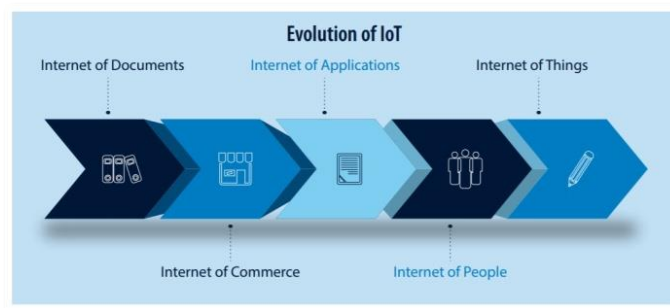 Evolution of IoT
Internet of Documents
Internet of Applications
Internet of Things
Internet of Commerce
Internet of People